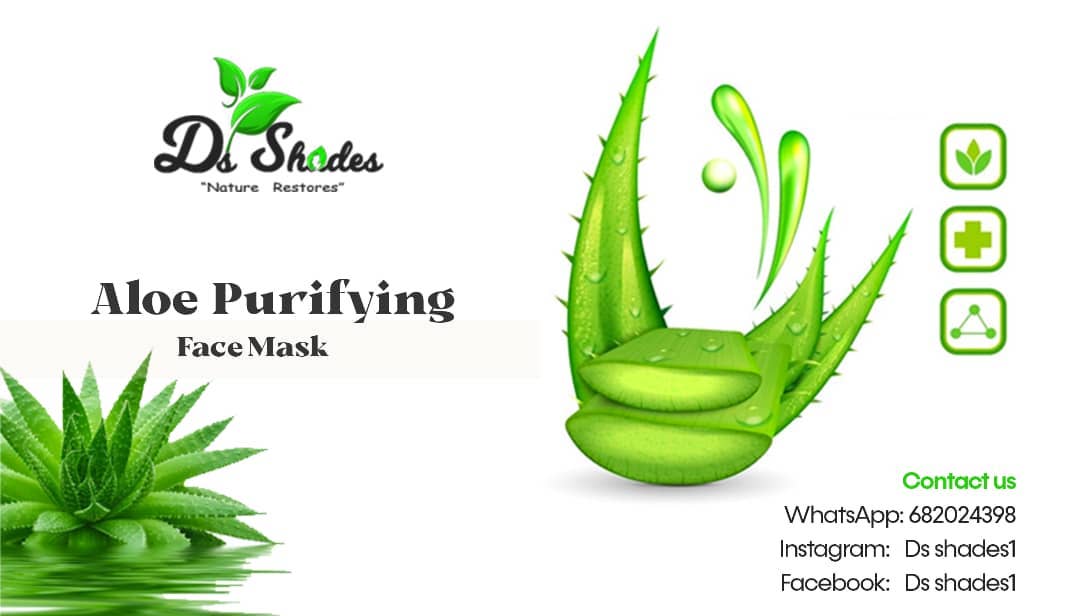 Ds Shades
"Nature Restores"
Aloe Purifying
Face Mask
Contact us
WhatsApp: 682024398
Instagram: Ds shades1
Facebook: Ds shades1